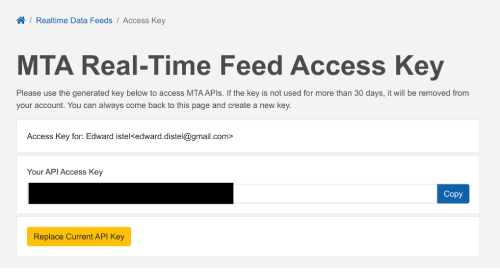 / Realtime Data Feeds / Access Key
MTA Real-Time Feed Access Key
Please use the generated key below to access MTA APIs. If the key is not used for more than 30 days, it will be removed from
your account. You can always come back to this page and create a new key.
Access Key for: Edward istel<edward.distel@gmail.com>
Your API Access Key
Copy
Replace Current API Key